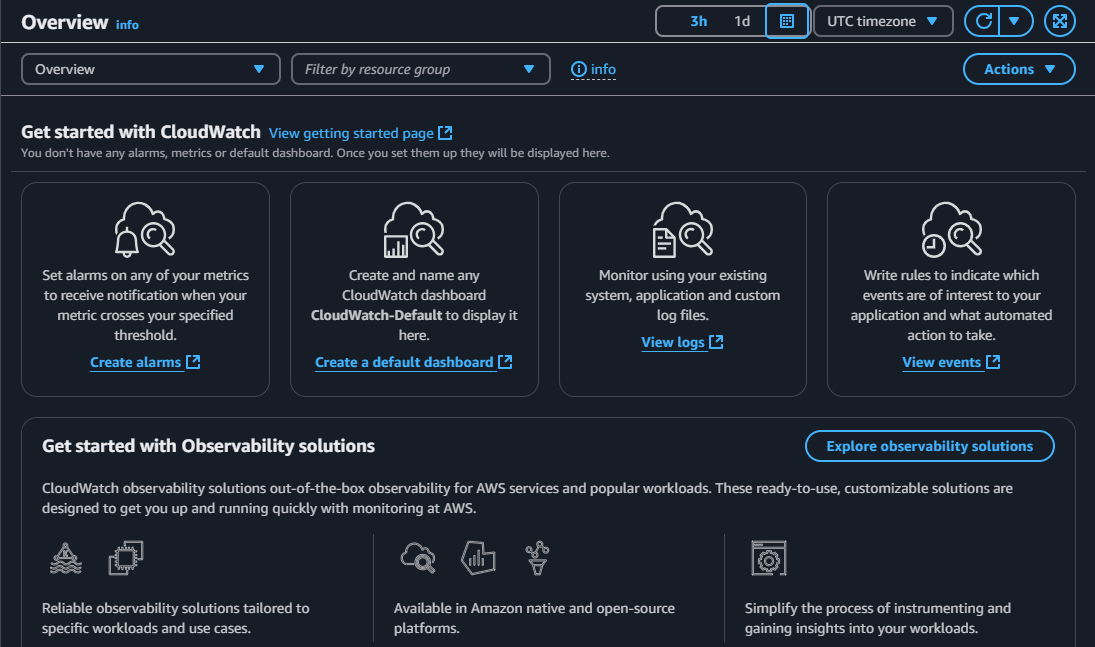 Overview info
3h 1d UTC timezone
Overview Filter by resource group info Actions
Get started with CloudWatch View getting started page
You don't have any alarms, metrics or default dashboard. Once you set them up they will be displayed here.
Set alarms on any of your metrics
to receive notification when your
metric crosses your specified
threshold.
Create alarms
Create and name any
CloudWatch dashboard
CloudWatch-Default to display it
here.
Create a default dashboard
Monitor using your existing
system, application and custom
log files.
View logs
Write rules to indicate which
events are of interest to your
application and what automated
action to take.
View events
Get started with Observability solutions
Explore observability solutions
CloudWatch observability solutions out-of-the-box observability for AWS services and popular workloads. These ready-to-use, customizable solutions are
designed to get you up and running quickly with monitoring at AWS.
Reliable observability solutions tailored to
specific workloads and use cases.
Available in Amazon native and open-source
platforms.
Simplify the process of instrumenting and
gaining insights into your workloads.